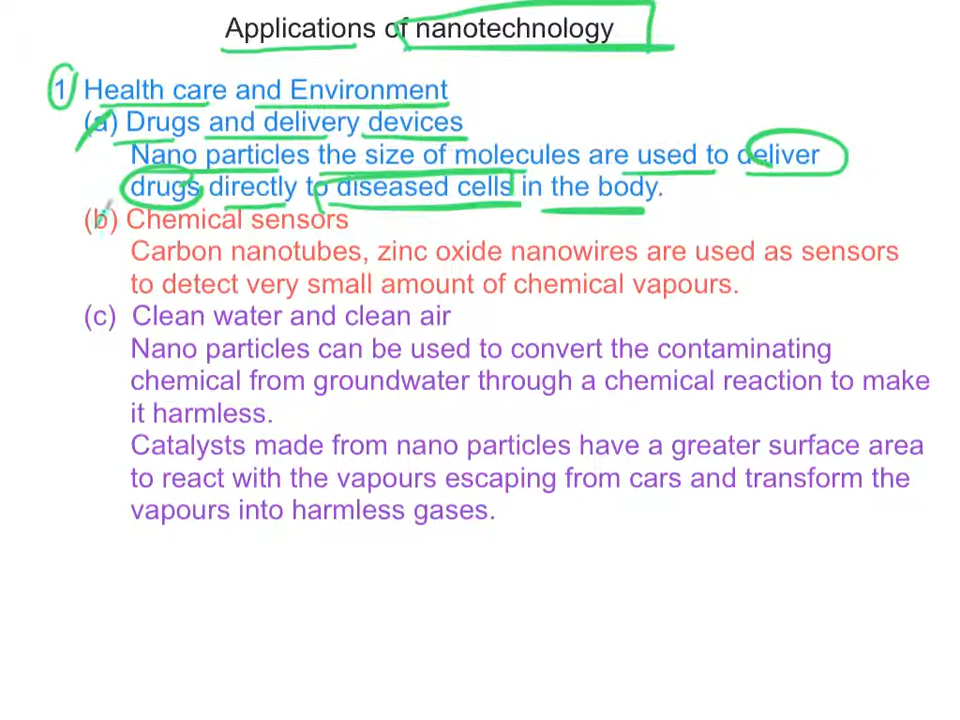 Applications of nanotechnology
1 Health care and Environment
(a) Drugs and delivery devices
Nano particles the size of molecules are used to deliver
drugs directly to diseased cells in the body.
(b) Chemical sensors
Carbon nanotubes, zinc oxide nanowires are used as sensors
to detect very small amount of chemical vapours.
(c) Clean water and clean air
Nano particles can be used to convert the contaminating
chemical from groundwater through a chemical reaction to make
it harmless.
Catalysts made from nano particles have a greater surface area
to react with the vapours escaping from cars and transform the
vapours into harmless gases.